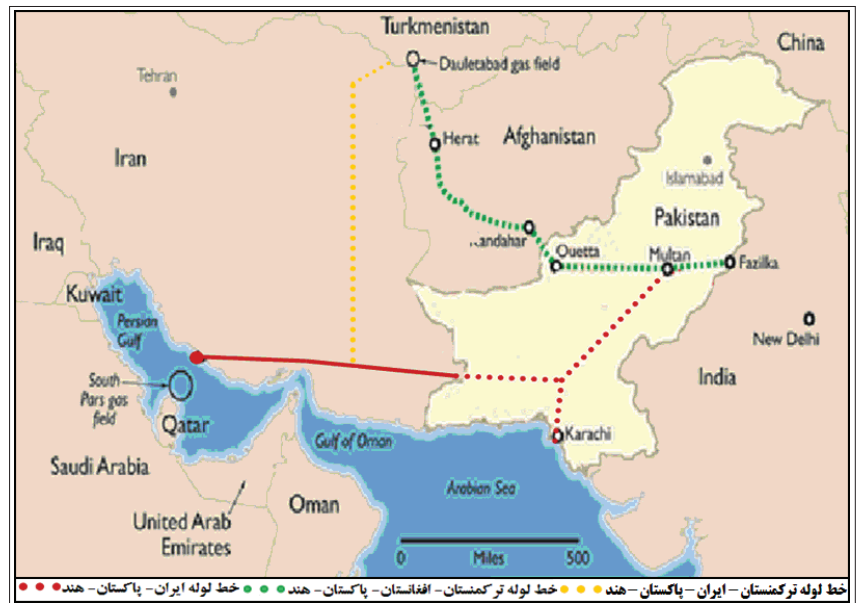 Turkmenistan
China
Dauletabad gas field
Tehran
Herat
Afghanistan
Iran
Islamabad
Pakistan
Kandahar
Iraq
Quetta
Multan
Fazilka
Kuwait
Persian
Gulf
New Delhi
South
Pars gas
field
India
Qatar
Karachi
Gulf of Oman
Saudi Arabia
Arabian Sea
Oman
United Arab
Emirates
0 Miles 500
خط لوله ترکمنستان – ایران – پاکستان – هند خط لوله ترکمنستان- افغانستان- پاکستان- هند خط لوله ایران- پاکستان- هند